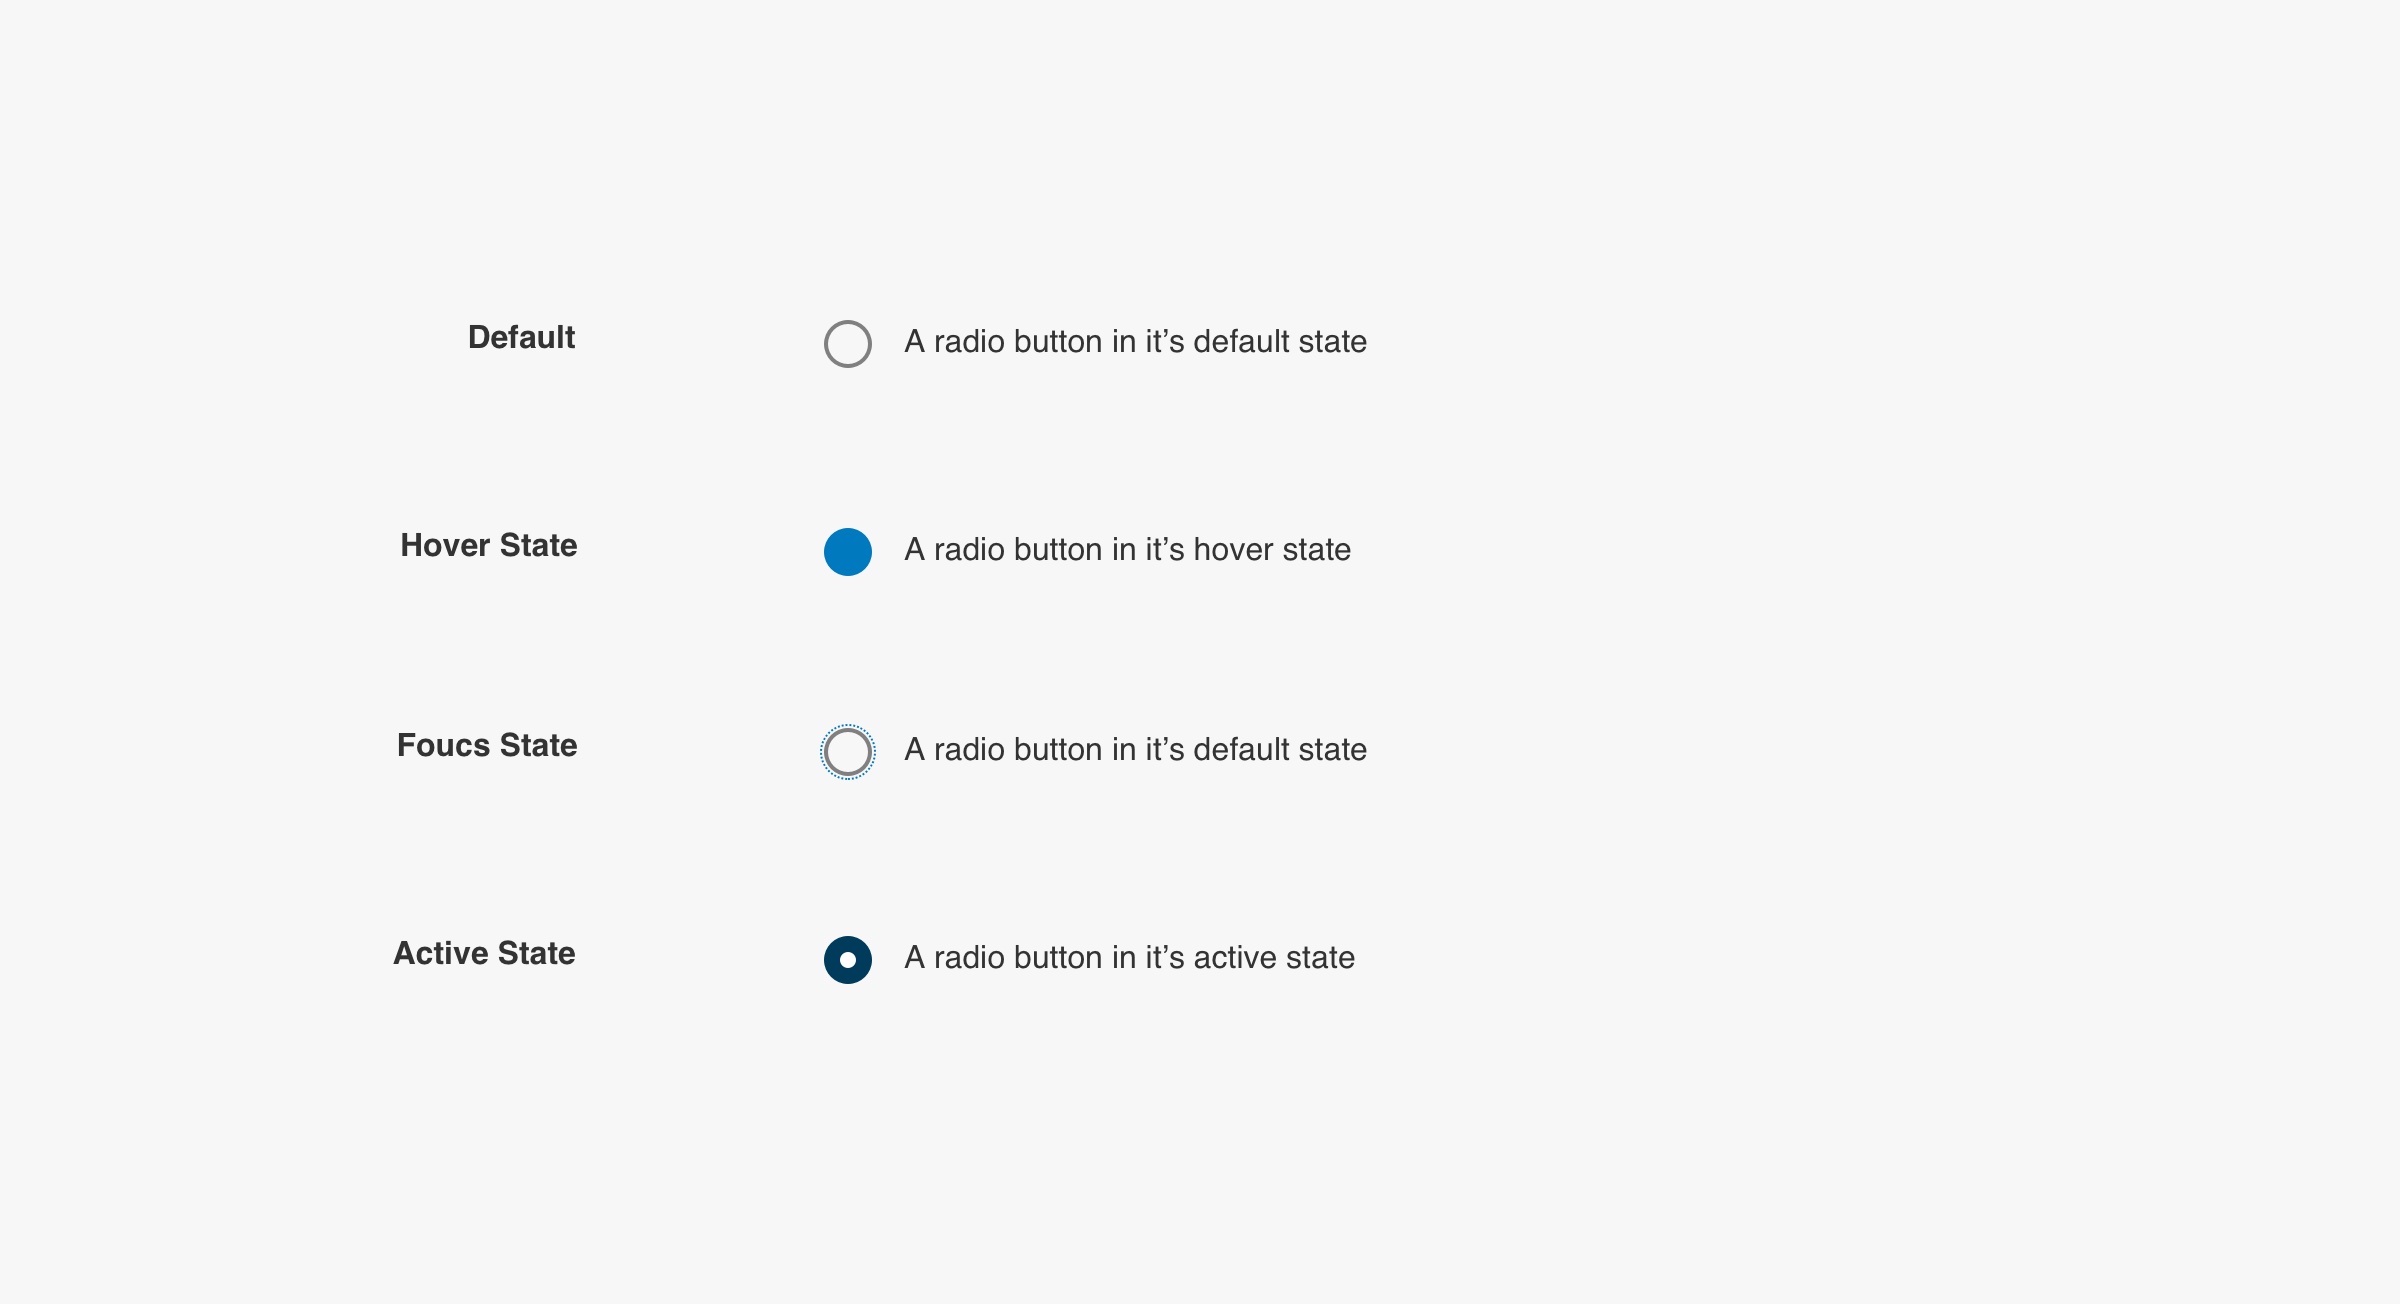 Default
A radio button in it’s default state
Hover State
A radio button in it’s hover state
Foucs State
A radio button in it’s default state
Active State
A radio button in it’s active state